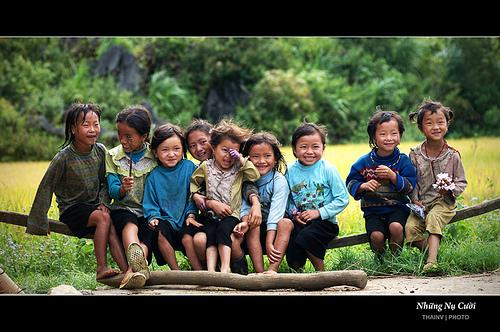 Những Nụ Cười
THAINV | PHOTO